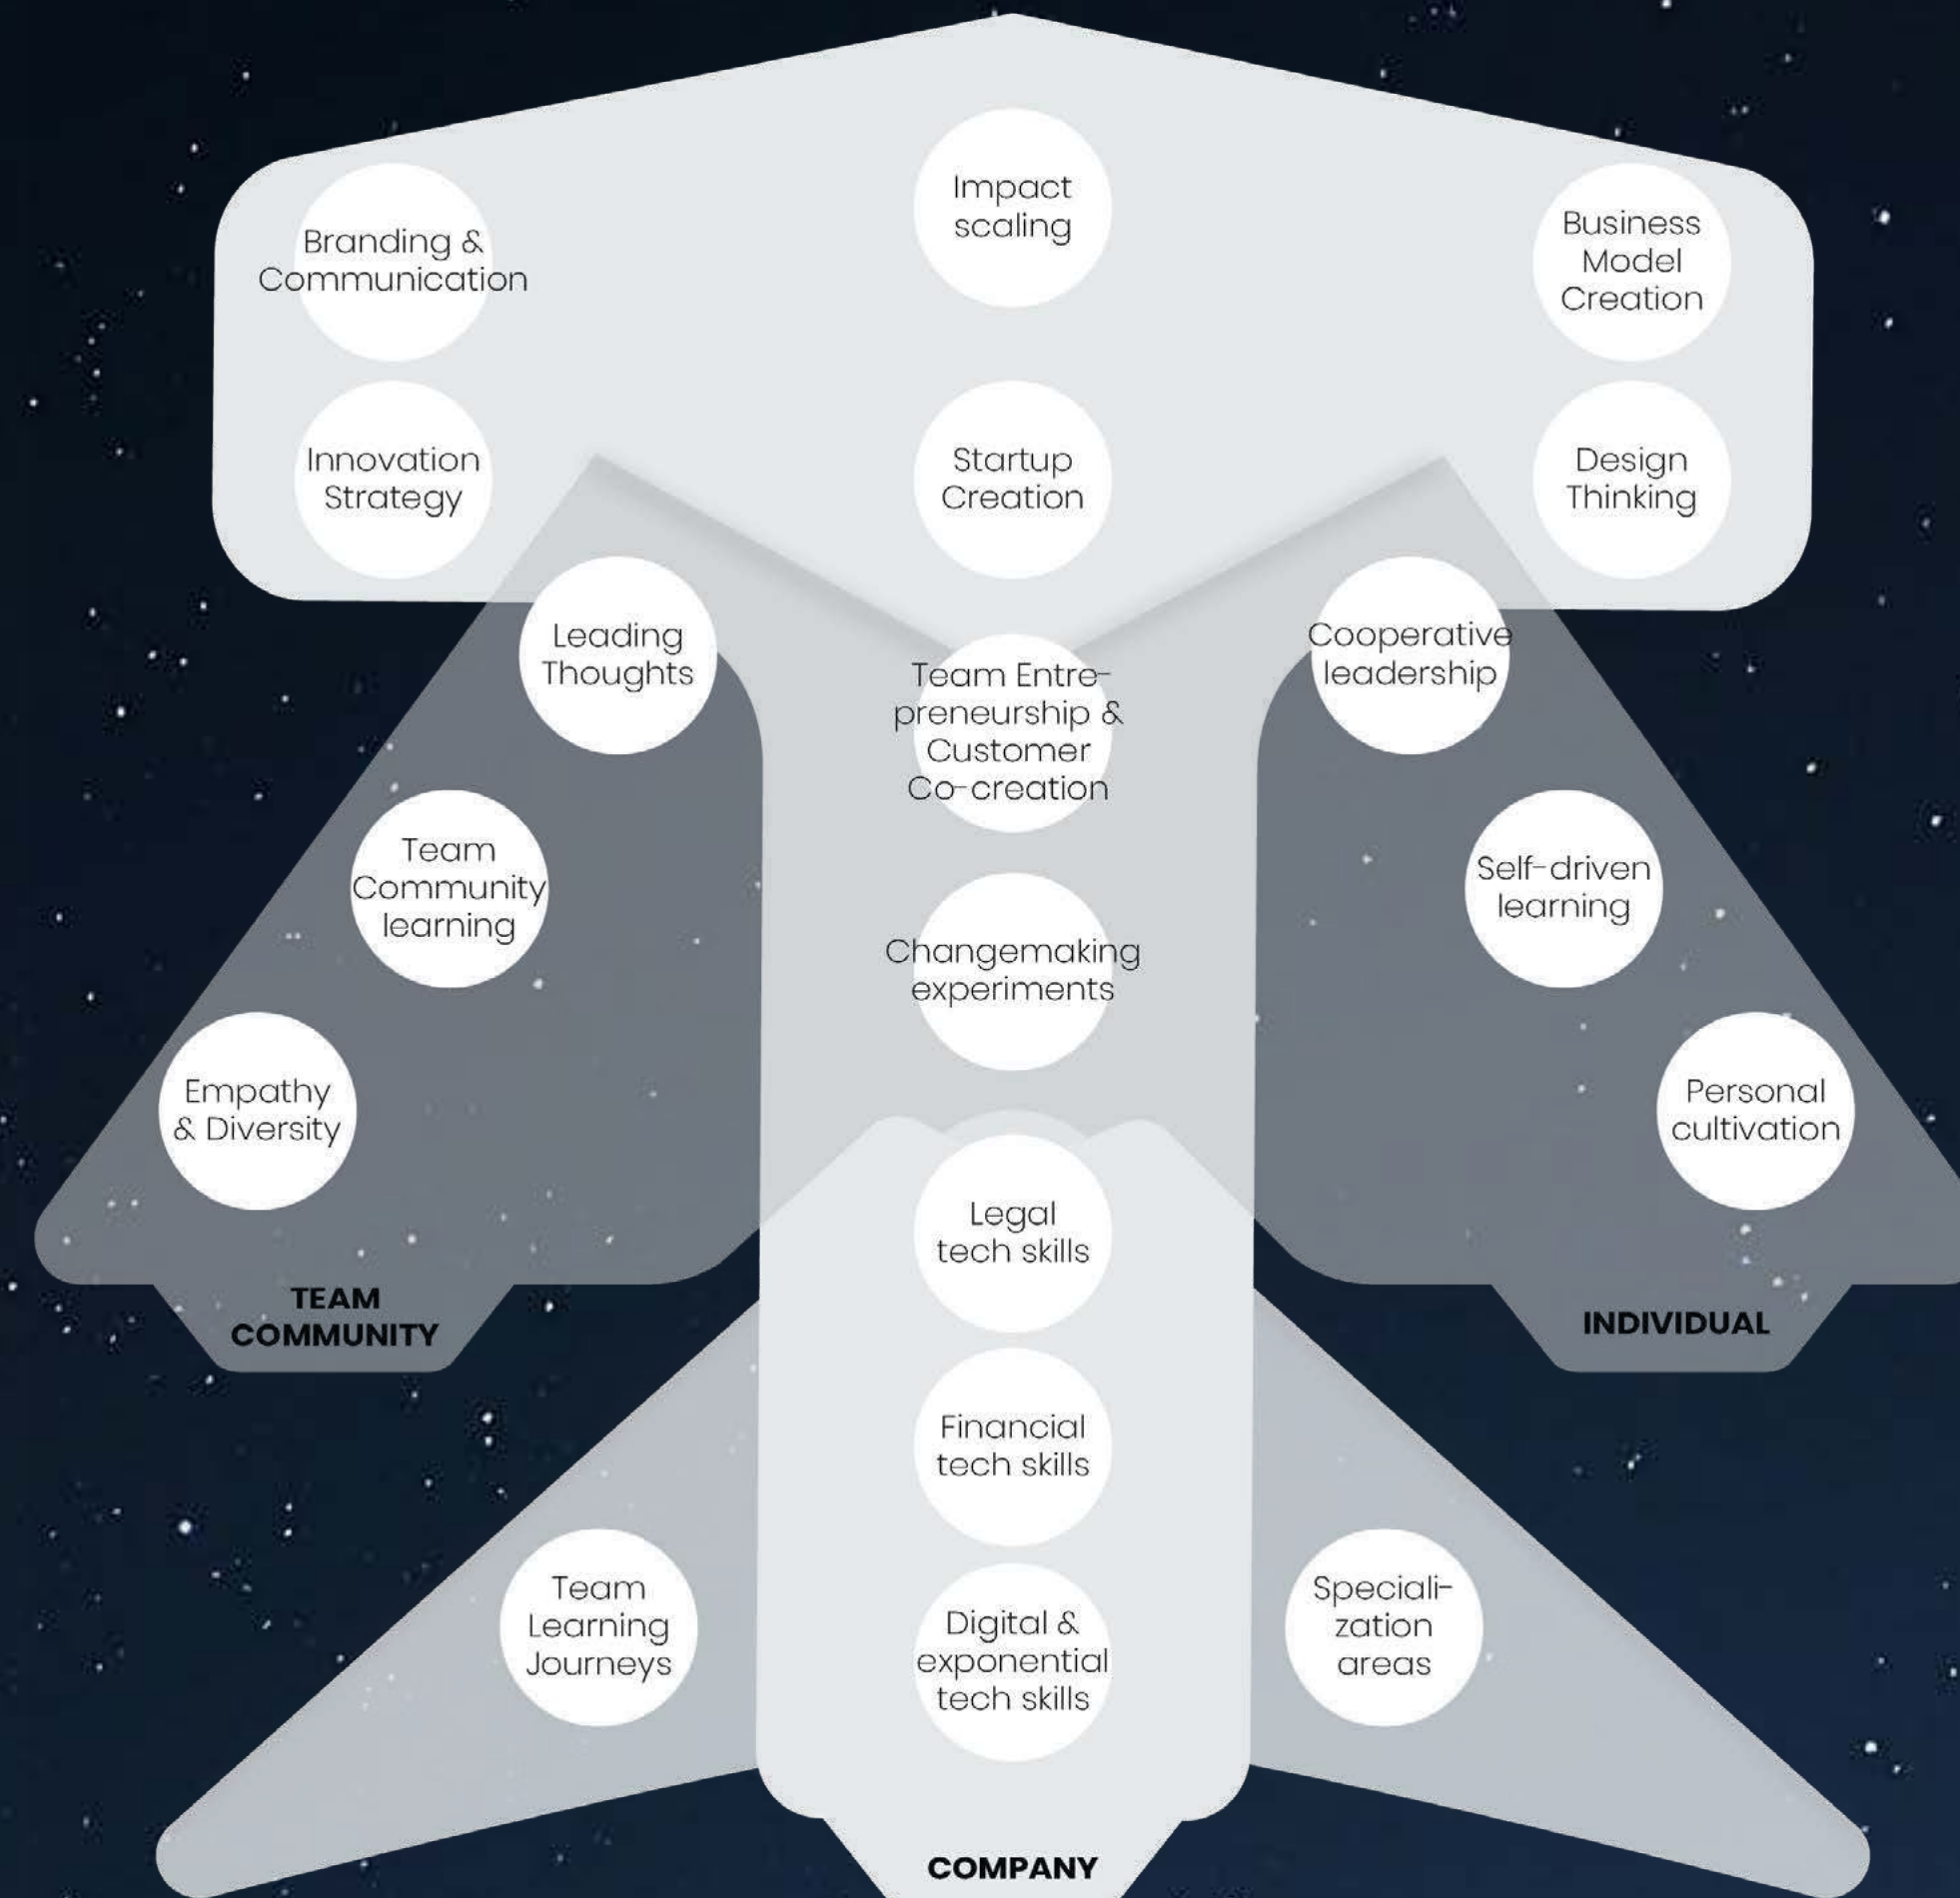 Impact
scaling
Branding &
Communication
Business
Model
Creation
Innovation
Strategy
Startup
Creation
Design
Thinking
Leading
Thoughts
Team Entre-
preneurship &
Customer
Co-creation
Cooperative
leadership
Team
Community
learning
Changemaking
experiments
Self-driven
learning
Empathy
& Diversity
Personal
cultivation
Legal
tech skills
TEAM
COMMUNITY
INDIVIDUAL
Financial
tech skills
Team
Learning
Journeys
Digital &
exponential
tech skills
Speciali-
zation
areas
COMPANY